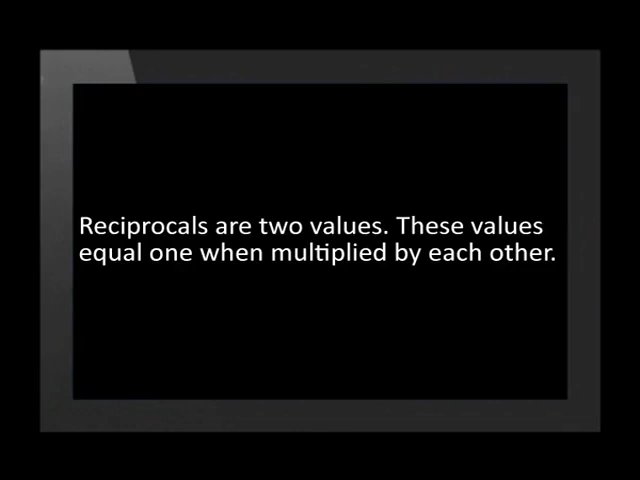 Reciprocals are two values. These values
equal one when multiplied by each other.